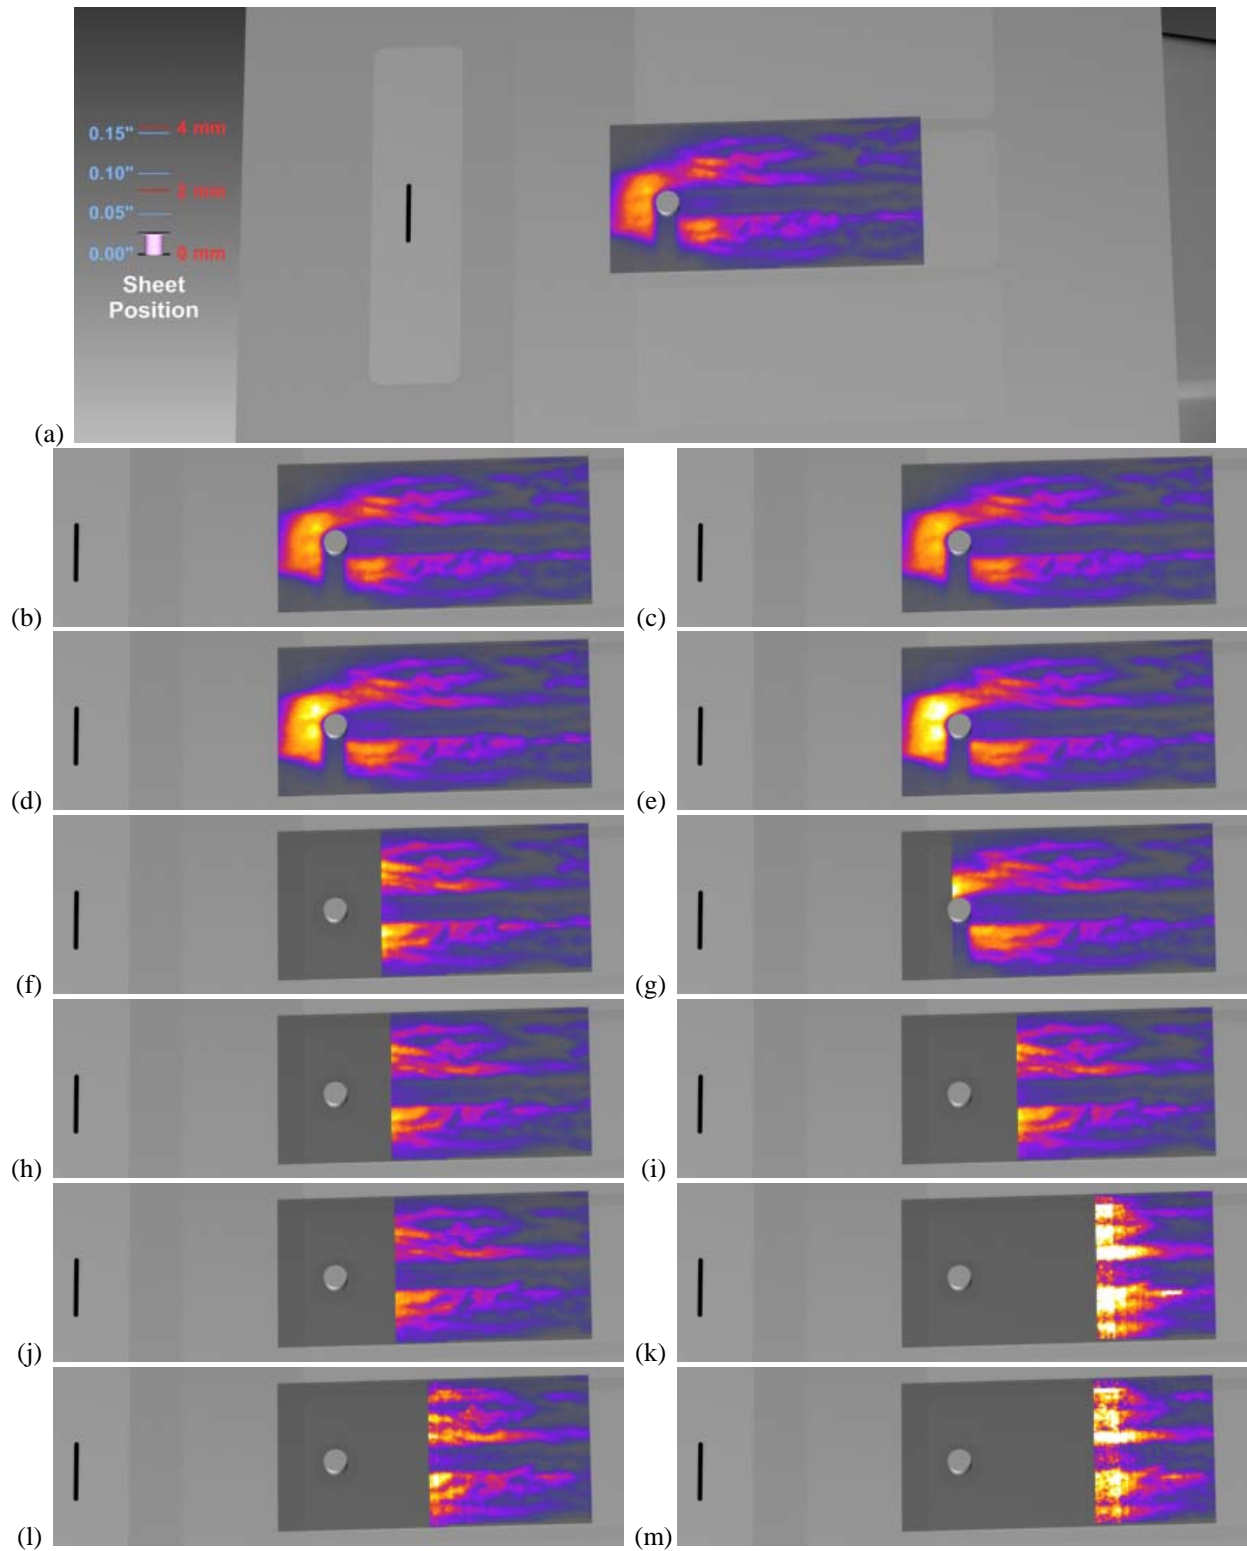 0.15" 4 mm
0.10"
2 mm
0.05"
0.00" 0 mm
Sheet
Position
(a)
(b) (c)
(d) (e)
(f) (g)
(h) (i)
(j) (k)
(l) (m)